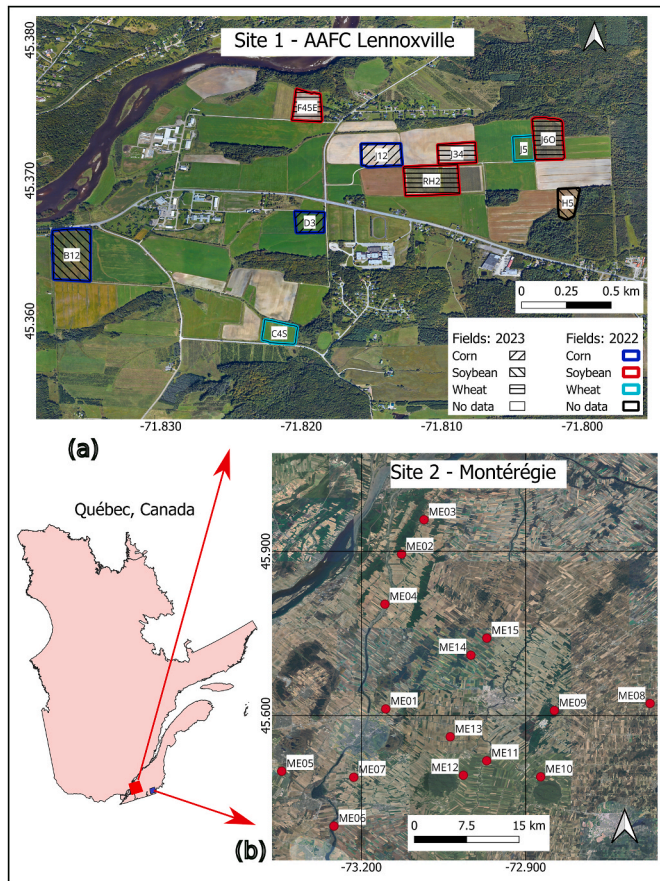 Site 1 - AAFC Lennoxville
45.380
45.370
45.360
F45E
J12
J34
J5
J6O
RH2
H5
D3
B12
C4S
0 0.25 0.5 km
Fields: 2023 Fields: 2022
Corn Corn
Soybean Soybean
Wheat Wheat
No data No data
-71.830 -71.820 -71.810 -71.800
(a)
Québec, Canada
Site 2 - Montérégie
45.900
45.600
ME03
ME02
ME04
ME15
ME14
ME01
ME08
ME09
ME13
ME11
ME05
ME07
ME12
ME10
ME06
0 7.5 15 km
(b)
-73.200 -72.900